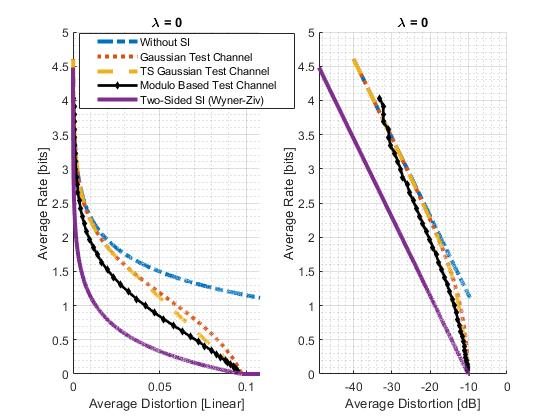 λ = 0
5
4.5
4
3.5
3
2.5
2
1.5
1
0.5
0
Average Rate [bits]
0
0.05
0.1
Average Distortion [Linear]
Without SI
Gaussian Test Channel
TS Gaussian Test Channel
Modulo Based Test Channel
Two-Sided SI (Wyner-Ziv)
λ = 0
5
4.5
4
3.5
3
2.5
2
1.5
1
0.5
0
Average Rate [bits]
-40
-30
-20
-10
0
Average Distortion [dB]